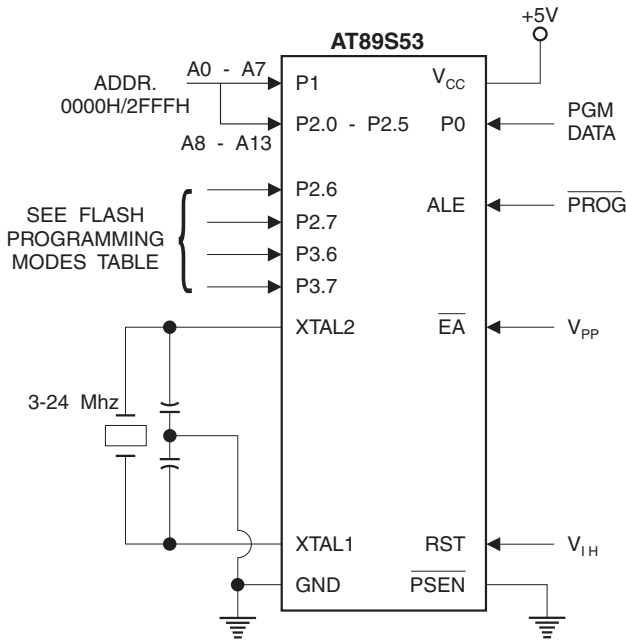 +5V
AT89S53
ADDR.
0000H/2FFFH
A0 - A7
A8 - A13
P1
P2.0 - P2.5
VCC
P0
PGM
DATA
SEE FLASH
PROGRAMMING
MODES TABLE
P2.6
P2.7
P3.6
P3.7
ALE
PROG
XTAL2
EA
VPP
3-24 Mhz
XTAL1
RST
VIH
GND
PSEN